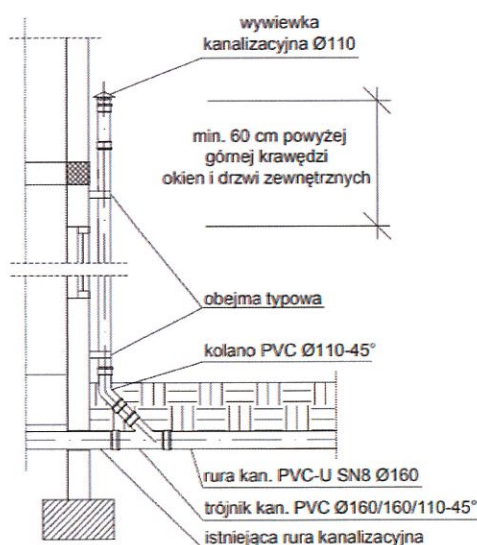 wywiewka
kanalizacyjna Ø110
min. 60 cm powyżej
górnej krawędzi
okien i drzwi zewnętrznych
obejma typowa
kolano PVC Ø110-45°
rura kan. PVC-U SN8 Ø160
trójnik kan. PVC Ø160/160/110-45°
istniejąca rura kanalizacyjna